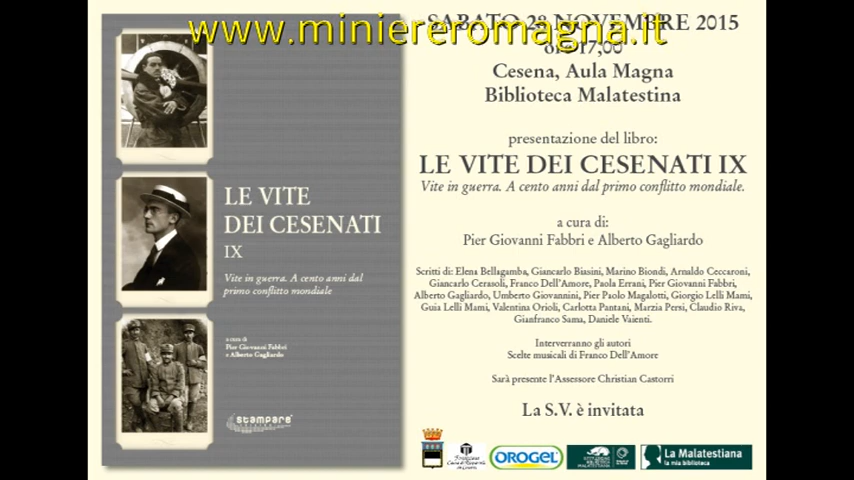 www.miniereromagna.it
SABATO 28 NOVEMBRE 2015
ore 17,00
Cesena, Aula Magna
Biblioteca Malatestina
presentazione del libro:
LE VITE DEI CESENATI IX
Vite in guerra. A cento anni dal primo conflitto mondiale.
a cura di:
Pier Giovanni Fabbri e Alberto Gagliardo
Scritti di: Elena Bellagamba, Giancarlo Biasini, Marino Biondi, Arnaldo Ceccaroni,
Giancarlo Cerasoli, Franco Dell'Amore, Paola Errani, Pier Giovanni Fabbri,
Alberto Gagliardo, Umberto Giovannini, Pier Paolo Magalotti, Giorgio Lelli Mami,
Guia Lelli Mami, Valentina Orioli, Carlotta Pantani, Marzia Persi, Claudio Riva,
Gianfranco Sama, Daniele Vaienti.
Interverranno gli autori
Scelte musicali di Franco Dell'Amore
Sarà presente l'Assessore Christian Castorri
La S.V. è invitata
OROGEL
La Malatestiana
la mia biblioteca
LE VITE
DEI CESENATI
IX
Vite in guerra. A cento anni dal
primo conflitto mondiale
a cura di
Pier Giovanni Fabbri
e Alberto Gagliardo
stampare